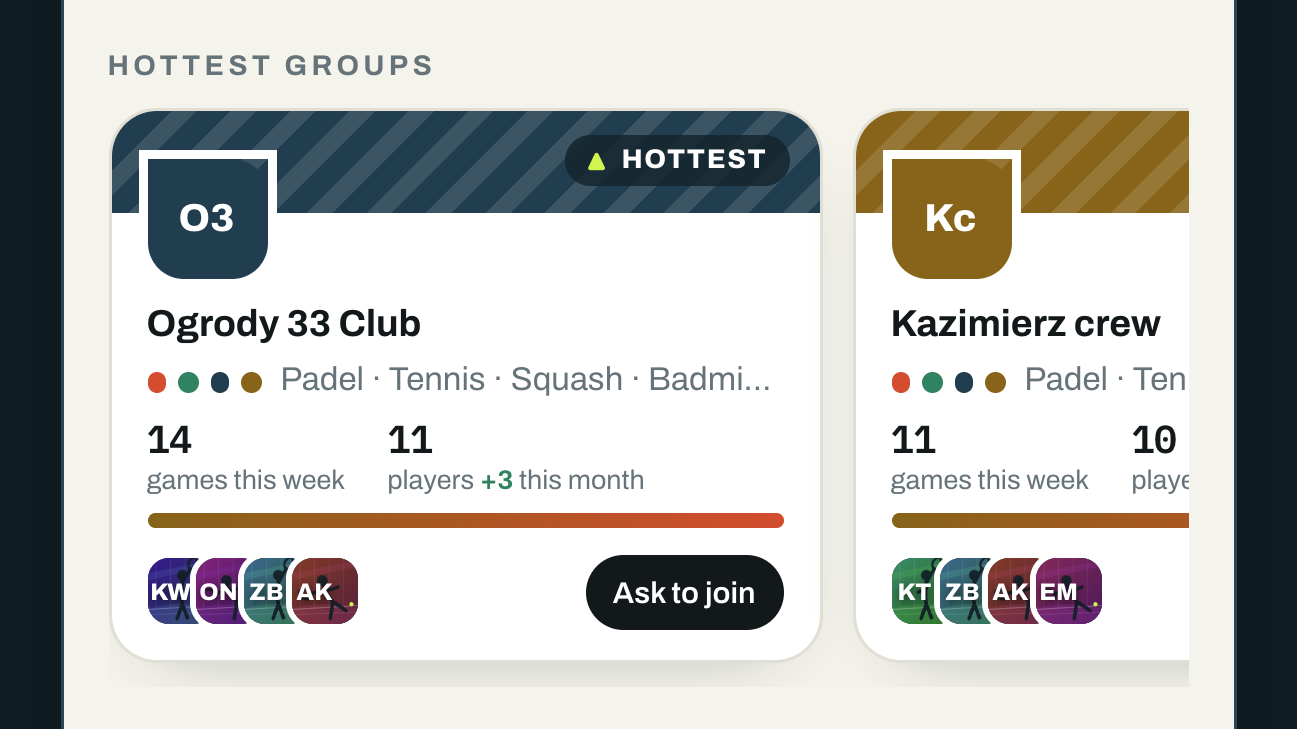 HOTTEST GROUPS
HOTTEST
O3
Ogrody 33 Club
Padel · Tennis · Squash · Badmi...
14
games this week
11
players +3 this month
KW ON ZB AK
Ask to join
Kc
Kazimierz crew
Padel · Ten
11
games this week
10
playe
KT ZB AK EM